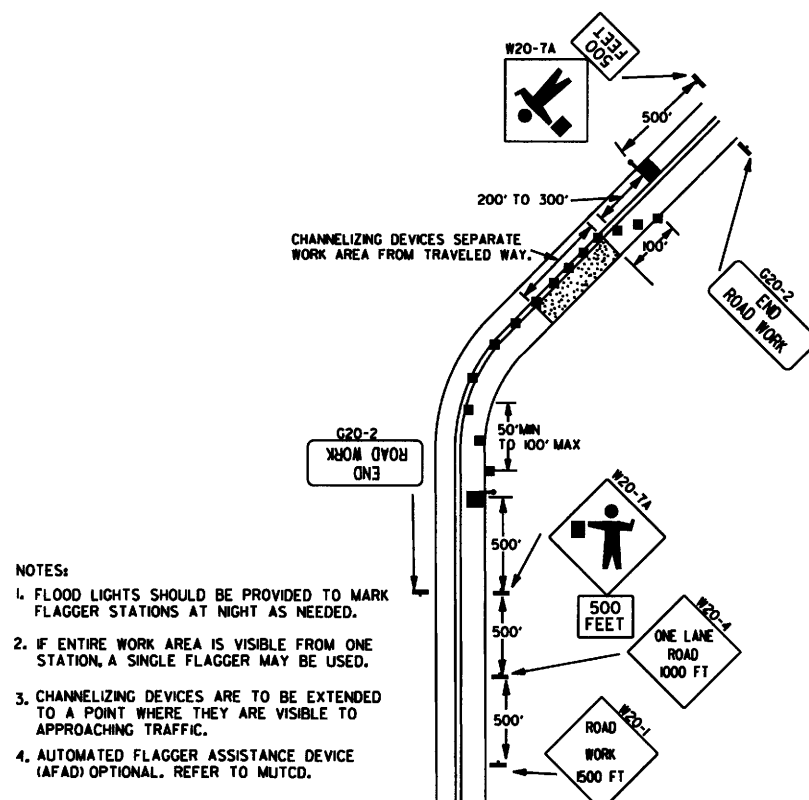 W20-7A
500
FEET
500'
200' TO 300'
CHANNELIZING DEVICES SEPARATE
WORK AREA FROM TRAVELED WAY.
100'
G20-2
END
ROAD WORK
50'MIN
TO 100' MAX
G20-2
END
ROAD WORK
W20-7A
500'
500
FEET
500'
W20-4
ONE LANE
ROAD
1000 FT
500'
W20-1
ROAD
WORK
1500 FT
NOTES:
1. FLOOD LIGHTS SHOULD BE PROVIDED TO MARK
FLAGGER STATIONS AT NIGHT AS NEEDED.
2. IF ENTIRE WORK AREA IS VISIBLE FROM ONE
STATION, A SINGLE FLAGGER MAY BE USED.
3. CHANNELIZING DEVICES ARE TO BE EXTENDED
TO A POINT WHERE THEY ARE VISIBLE TO
APPROACHING TRAFFIC.
4. AUTOMATED FLAGGER ASSISTANCE DEVICE
(AFAD) OPTIONAL. REFER TO MUTCD.